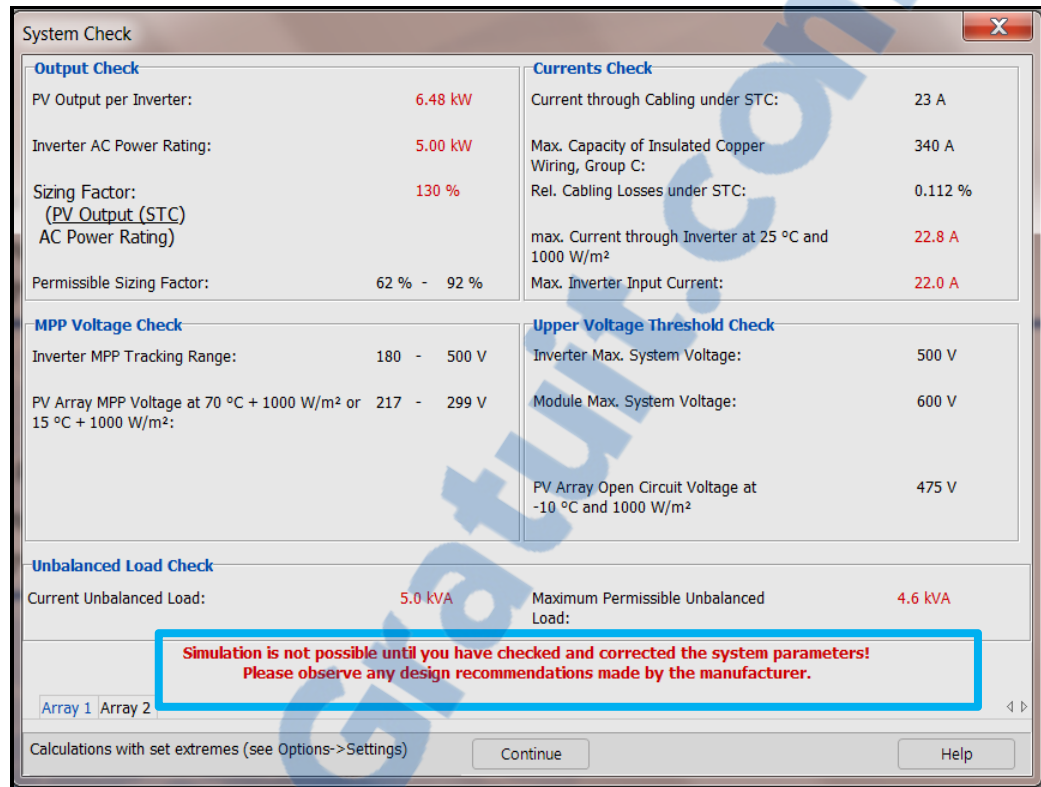 System Check
X
Output Check
PV Output per Inverter: 6.48 kW
Inverter AC Power Rating: 5.00 kW
Sizing Factor: 130 %
(PV Output (STC)
AC Power Rating)
Permissible Sizing Factor: 62 % - 92 %
Currents Check
Current through Cabling under STC: 23 A
Max. Capacity of Insulated Copper 340 A
Wiring, Group C:
Rel. Cabling Losses under STC: 0.112 %
max. Current through Inverter at 25 ºC and 22.8 A
1000 W/m²
Max. Inverter Input Current: 22.0 A
MPP Voltage Check
Inverter MPP Tracking Range: 180 - 500 V
PV Array MPP Voltage at 70 ºC + 1000 W/m² or 217 - 299 V
15 ºC + 1000 W/m²:
Upper Voltage Threshold Check
Inverter Max. System Voltage: 500 V
Module Max. System Voltage: 600 V
PV Array Open Circuit Voltage at 475 V
-10 ºC and 1000 W/m²
Unbalanced Load Check
Current Unbalanced Load: 5.0 kVA
Maximum Permissible Unbalanced 4.6 kVA
Load:
Simulation is not possible until you have checked and corrected the system parameters!
Please observe any design recommendations made by the manufacturer.
Array 1 Array 2
Calculations with set extremes (see Options->Settings)
Continue
Help
Gratuit.com